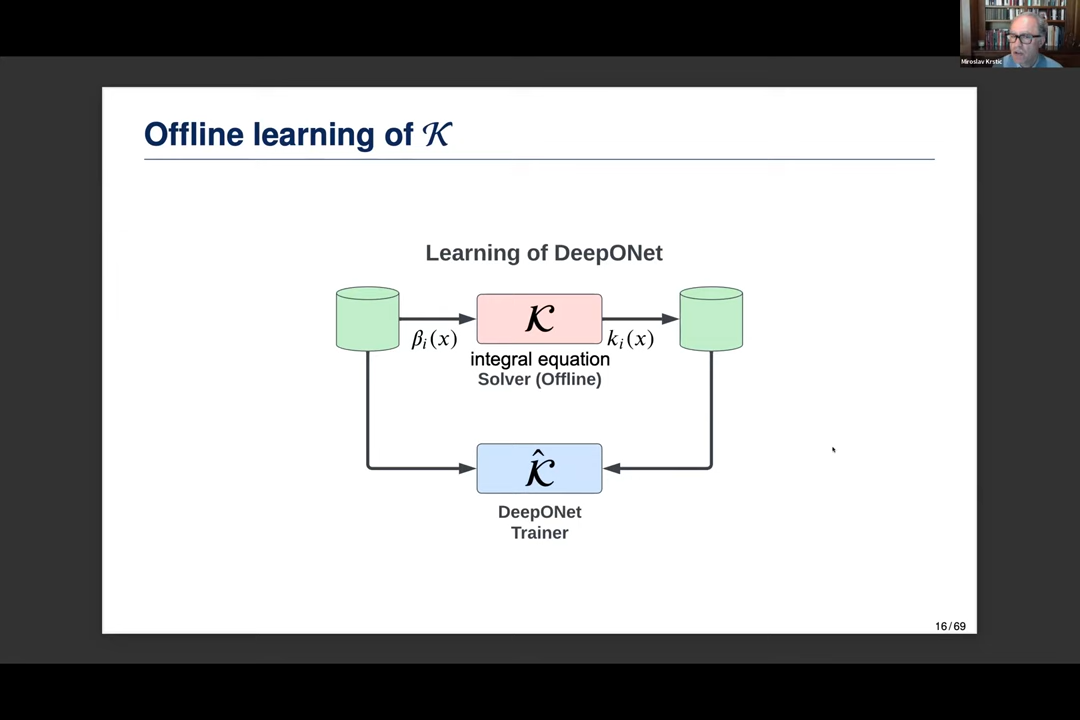 Miroslav Krstic
Offline learning of 𝒦
Learning of DeepONet
𝒦
βᵢ(x)
kᵢ(x)
integral equation
Solver (Offline)
𝒦̂
DeepONet
Trainer
16/69